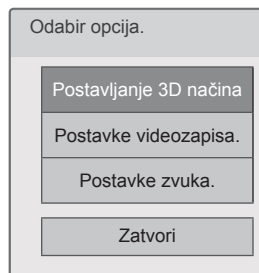 Odabir opcija.
Postavljanje 3D načina
Postavke videozapisa.
Postavke zvuka.
Zatvori